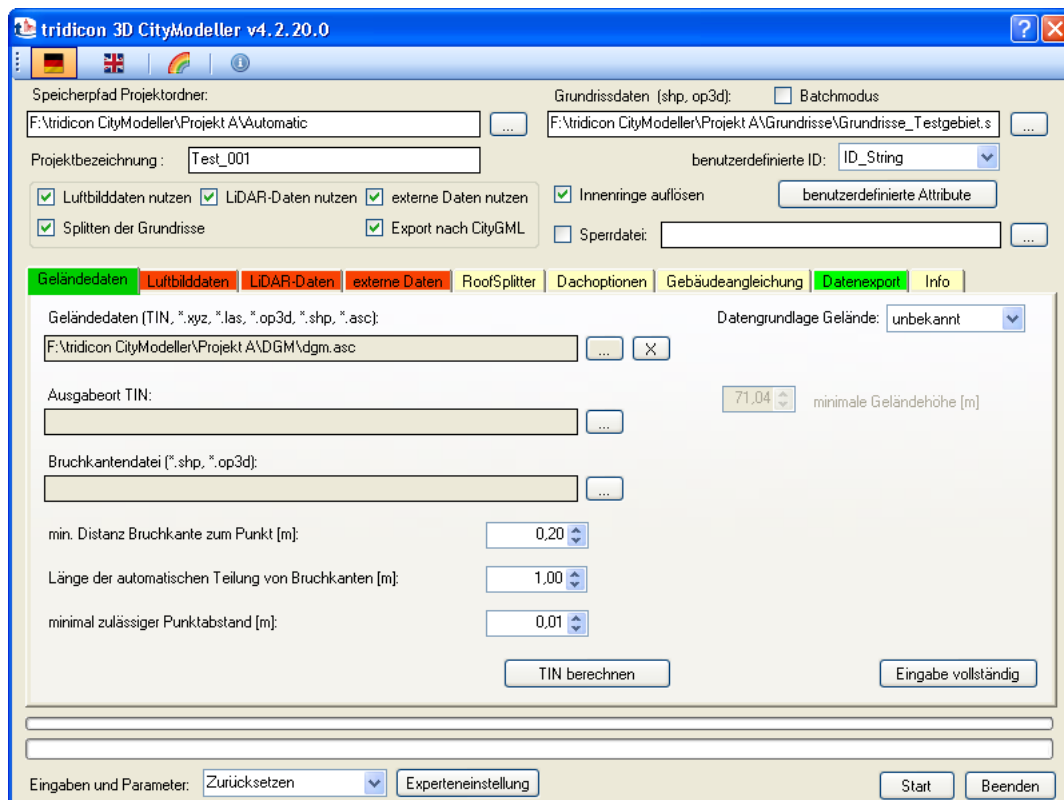 tridicon 3D CityModeller v4.2.20.0
Speicherpfad Projektordner:
Grundrissdaten (shp, op3d):
Batchmodus
F:\tridicon CityModeller\Projekt A\Automatic
...
F:\tridicon CityModeller\Projekt A\Grundrisse\Grundrisse_Testgebiet.s
...
Projektbezeichnung :
Test_001
benutzerdefinierte ID:
ID_String
Luftbilddaten nutzen
LiDAR-Daten nutzen
externe Daten nutzen
Innenringe auflösen
benutzerdefinierte Attribute
Splitten der Grundrisse
Export nach CityGML
Sperrdatei:
...
Geländedaten
Luftbilddaten
LiDAR-Daten
externe Daten
RoofSplitter
Dachoptionen
Gebäudeangleichung
Datenexport
Info
Geländedaten (TIN, *.xyz, *.las, *.op3d, *.shp, *.asc):
Datengrundlage Gelände:
unbekannt
F:\tridicon CityModeller\Projekt A\DGM\dgm.asc
...
X
Ausgabeort TIN:
71,04
minimale Geländehöhe [m]
...
Bruchkantendatei (*.shp, *.op3d):
...
min. Distanz Bruchkante zum Punkt [m]:
0,20
Länge der automatischen Teilung von Bruchkanten [m]:
1,00
minimal zulässiger Punktabstand [m]:
0,01
TIN berechnen
Eingabe vollständig
Eingaben und Parameter:
Zurücksetzen
Experteneinstellung
Start
Beenden